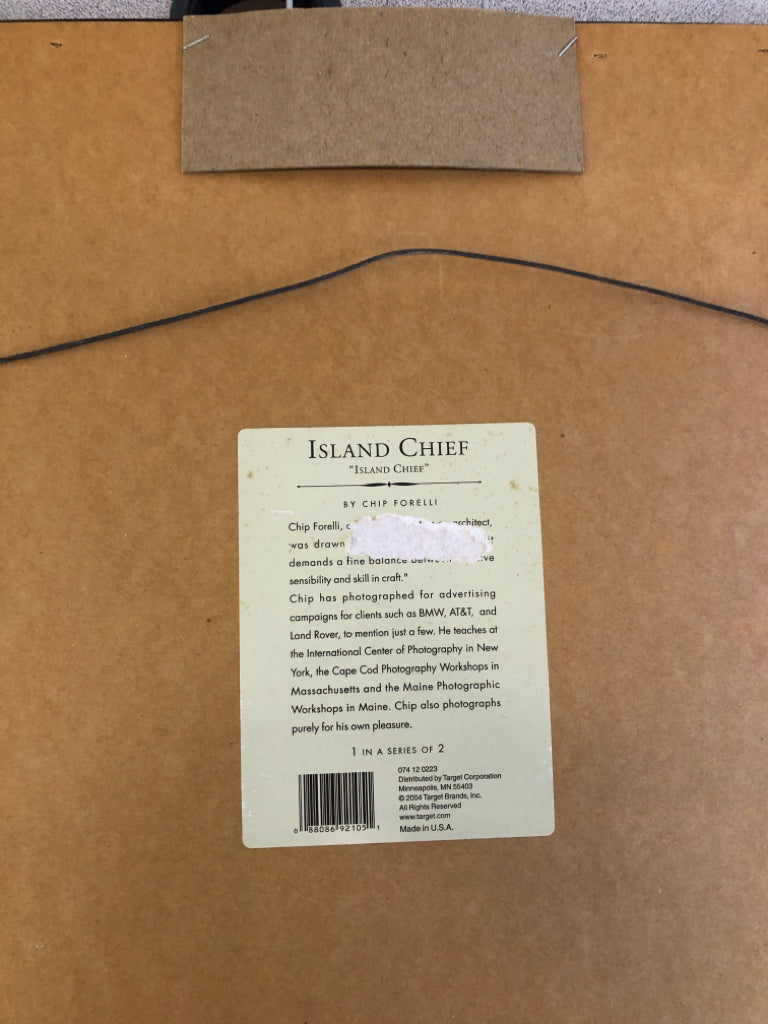 ISLAND CHIEF
"ISLAND CHIEF"
BY CHIP FORELLI
Chip Forelli, architect,
was drawn
demands a fine balance
sensibility and skill in craft."
Chip has photographed for advertising
campaigns for clients such as BMW, AT&T, and
Land Rover, to mention just a few. He teaches at
the International Center of Photography in New
York, the Cape Cod Photography Workshops in
Massachusetts and the Maine Photographic
Workshops in Maine. Chip also photographs
purely for his own pleasure.
1 IN A SERIES OF 2
074 12 0223
Distributed by Target Corporation
Minneapolis, MN 55403
© 2004 Target Brands, Inc.
All Rights Reserved
www.target.com
Made in U.S.A.
0 88086 92105 1